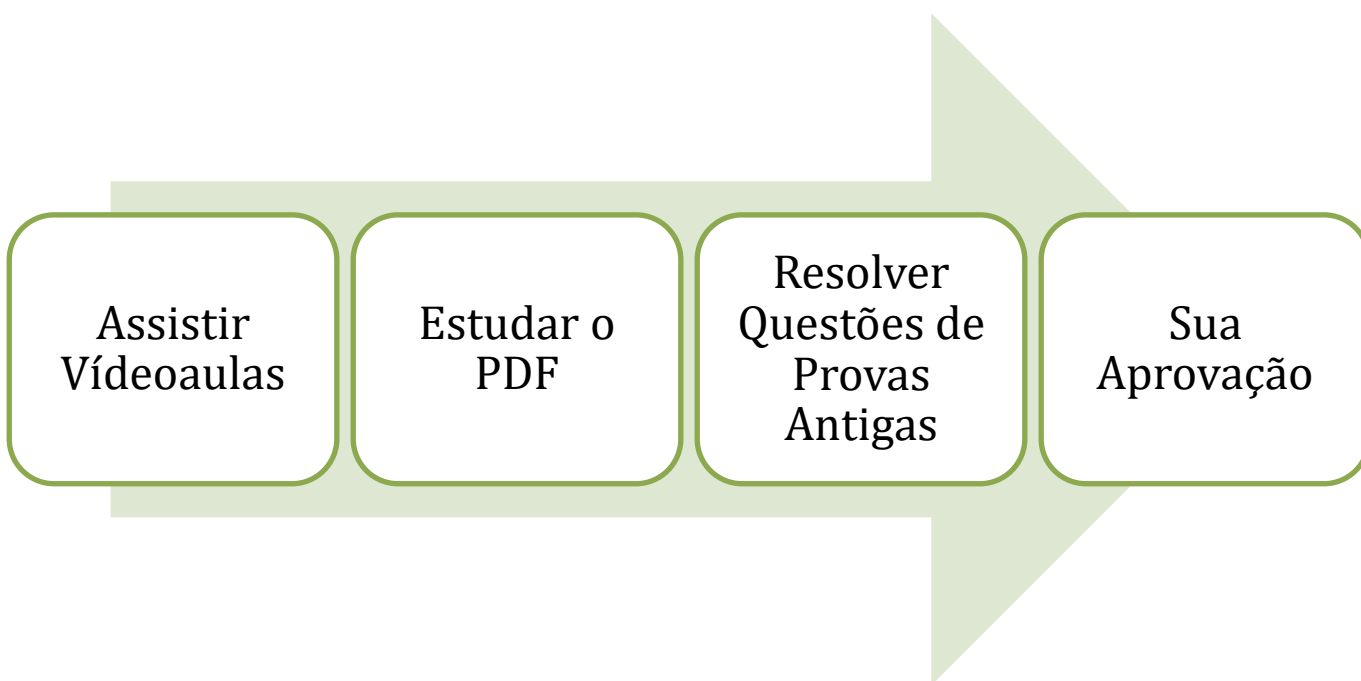 Assistir
Vídeoaulas
Estudar o
PDF
Resolver
Questões de
Provas
Antigas
Sua
Aprovação